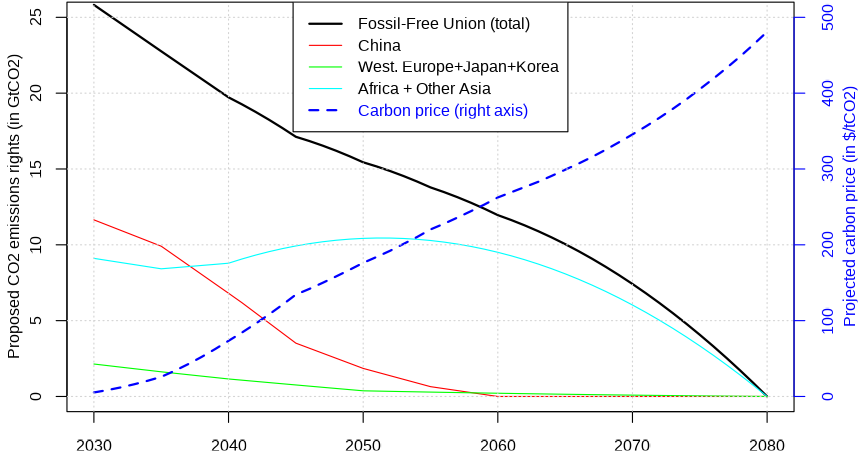 Fossil-Free Union (total)
China
West. Europe+Japan+Korea
Africa + Other Asia
Carbon price (right axis)
Proposed CO2 emissions rights (in GtCO2)
25
20
15
10
5
0
Projected carbon price (in $/tCO2)
500
400
300
200
100
0
2030 2040 2050 2060 2070 2080